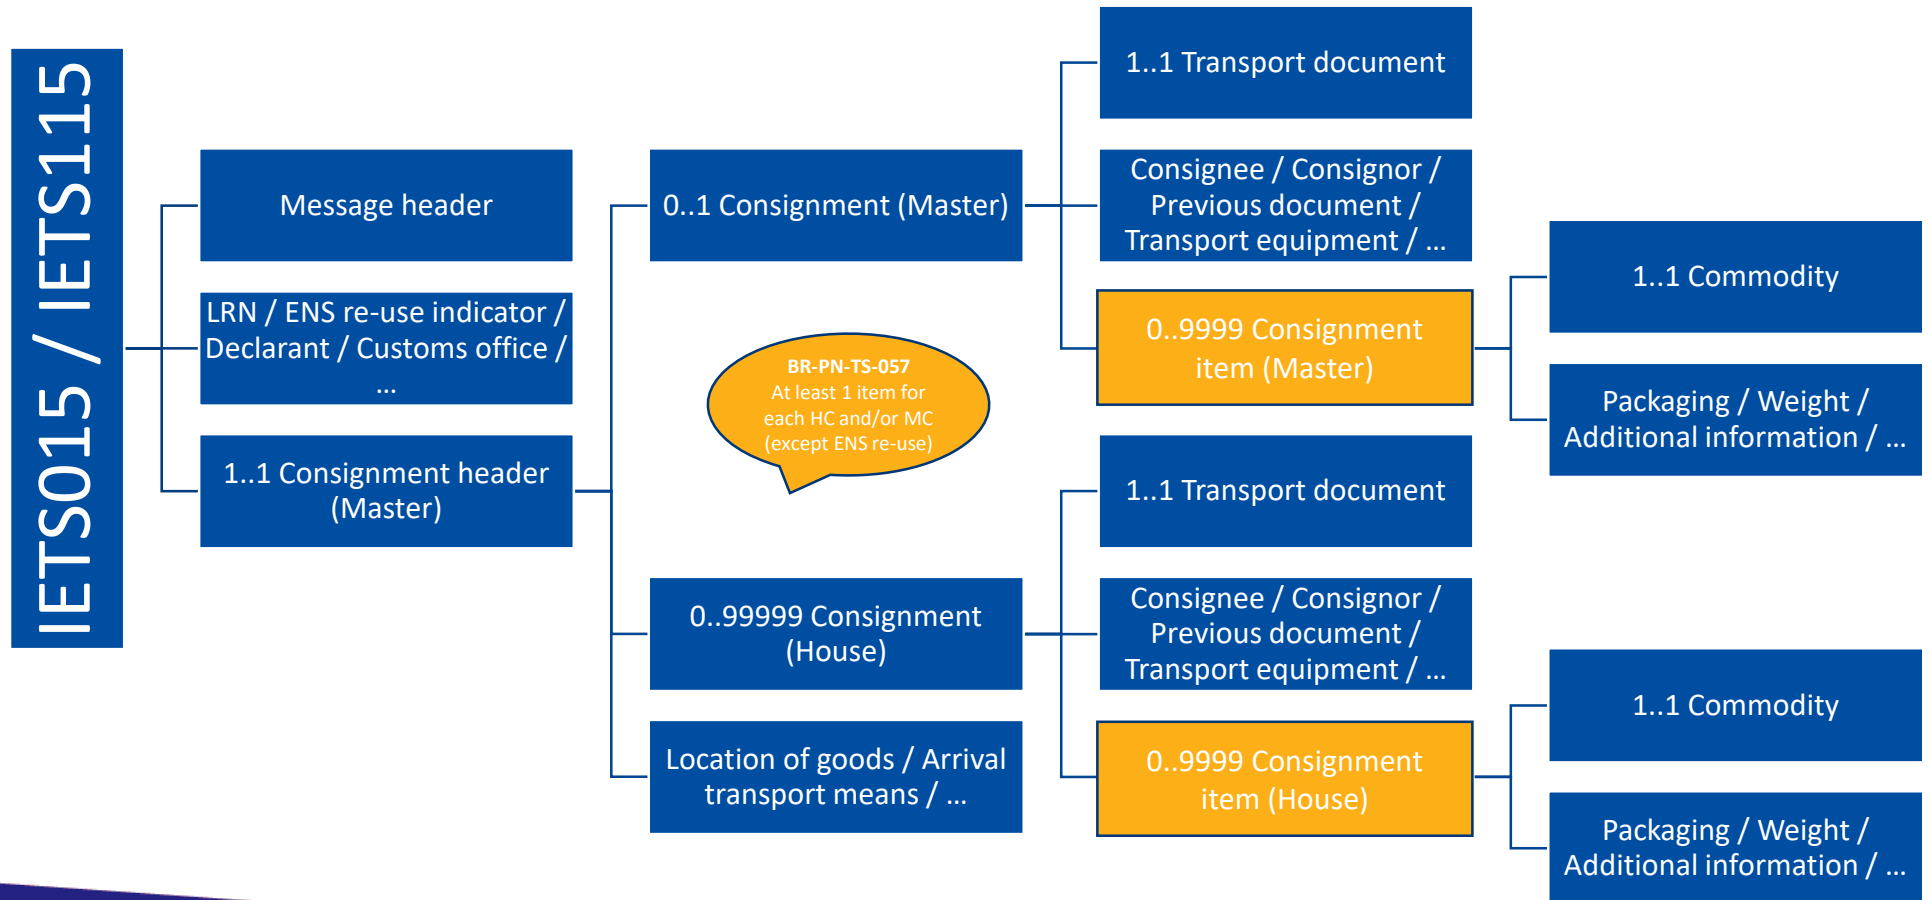 IETS015 / IETS115
Message header
LRN / ENS re-use indicator /
Declarant / Customs office /
...
1..1 Consignment header
(Master)
0..1 Consignment (Master)
BR-PN-TS-057
At least 1 item for
each HC and/or MC
(except ENS re-use)
0..99999 Consignment
(House)
Location of goods / Arrival
transport means / ...
1..1 Transport document
Consignee / Consignor /
Previous document /
Transport equipment / ...
0..9999 Consignment
item (Master)
1..1 Transport document
Consignee / Consignor /
Previous document /
Transport equipment / ...
0..9999 Consignment
item (House)
1..1 Commodity
Packaging / Weight /
Additional information / ...
1..1 Commodity
Packaging / Weight /
Additional information / ...